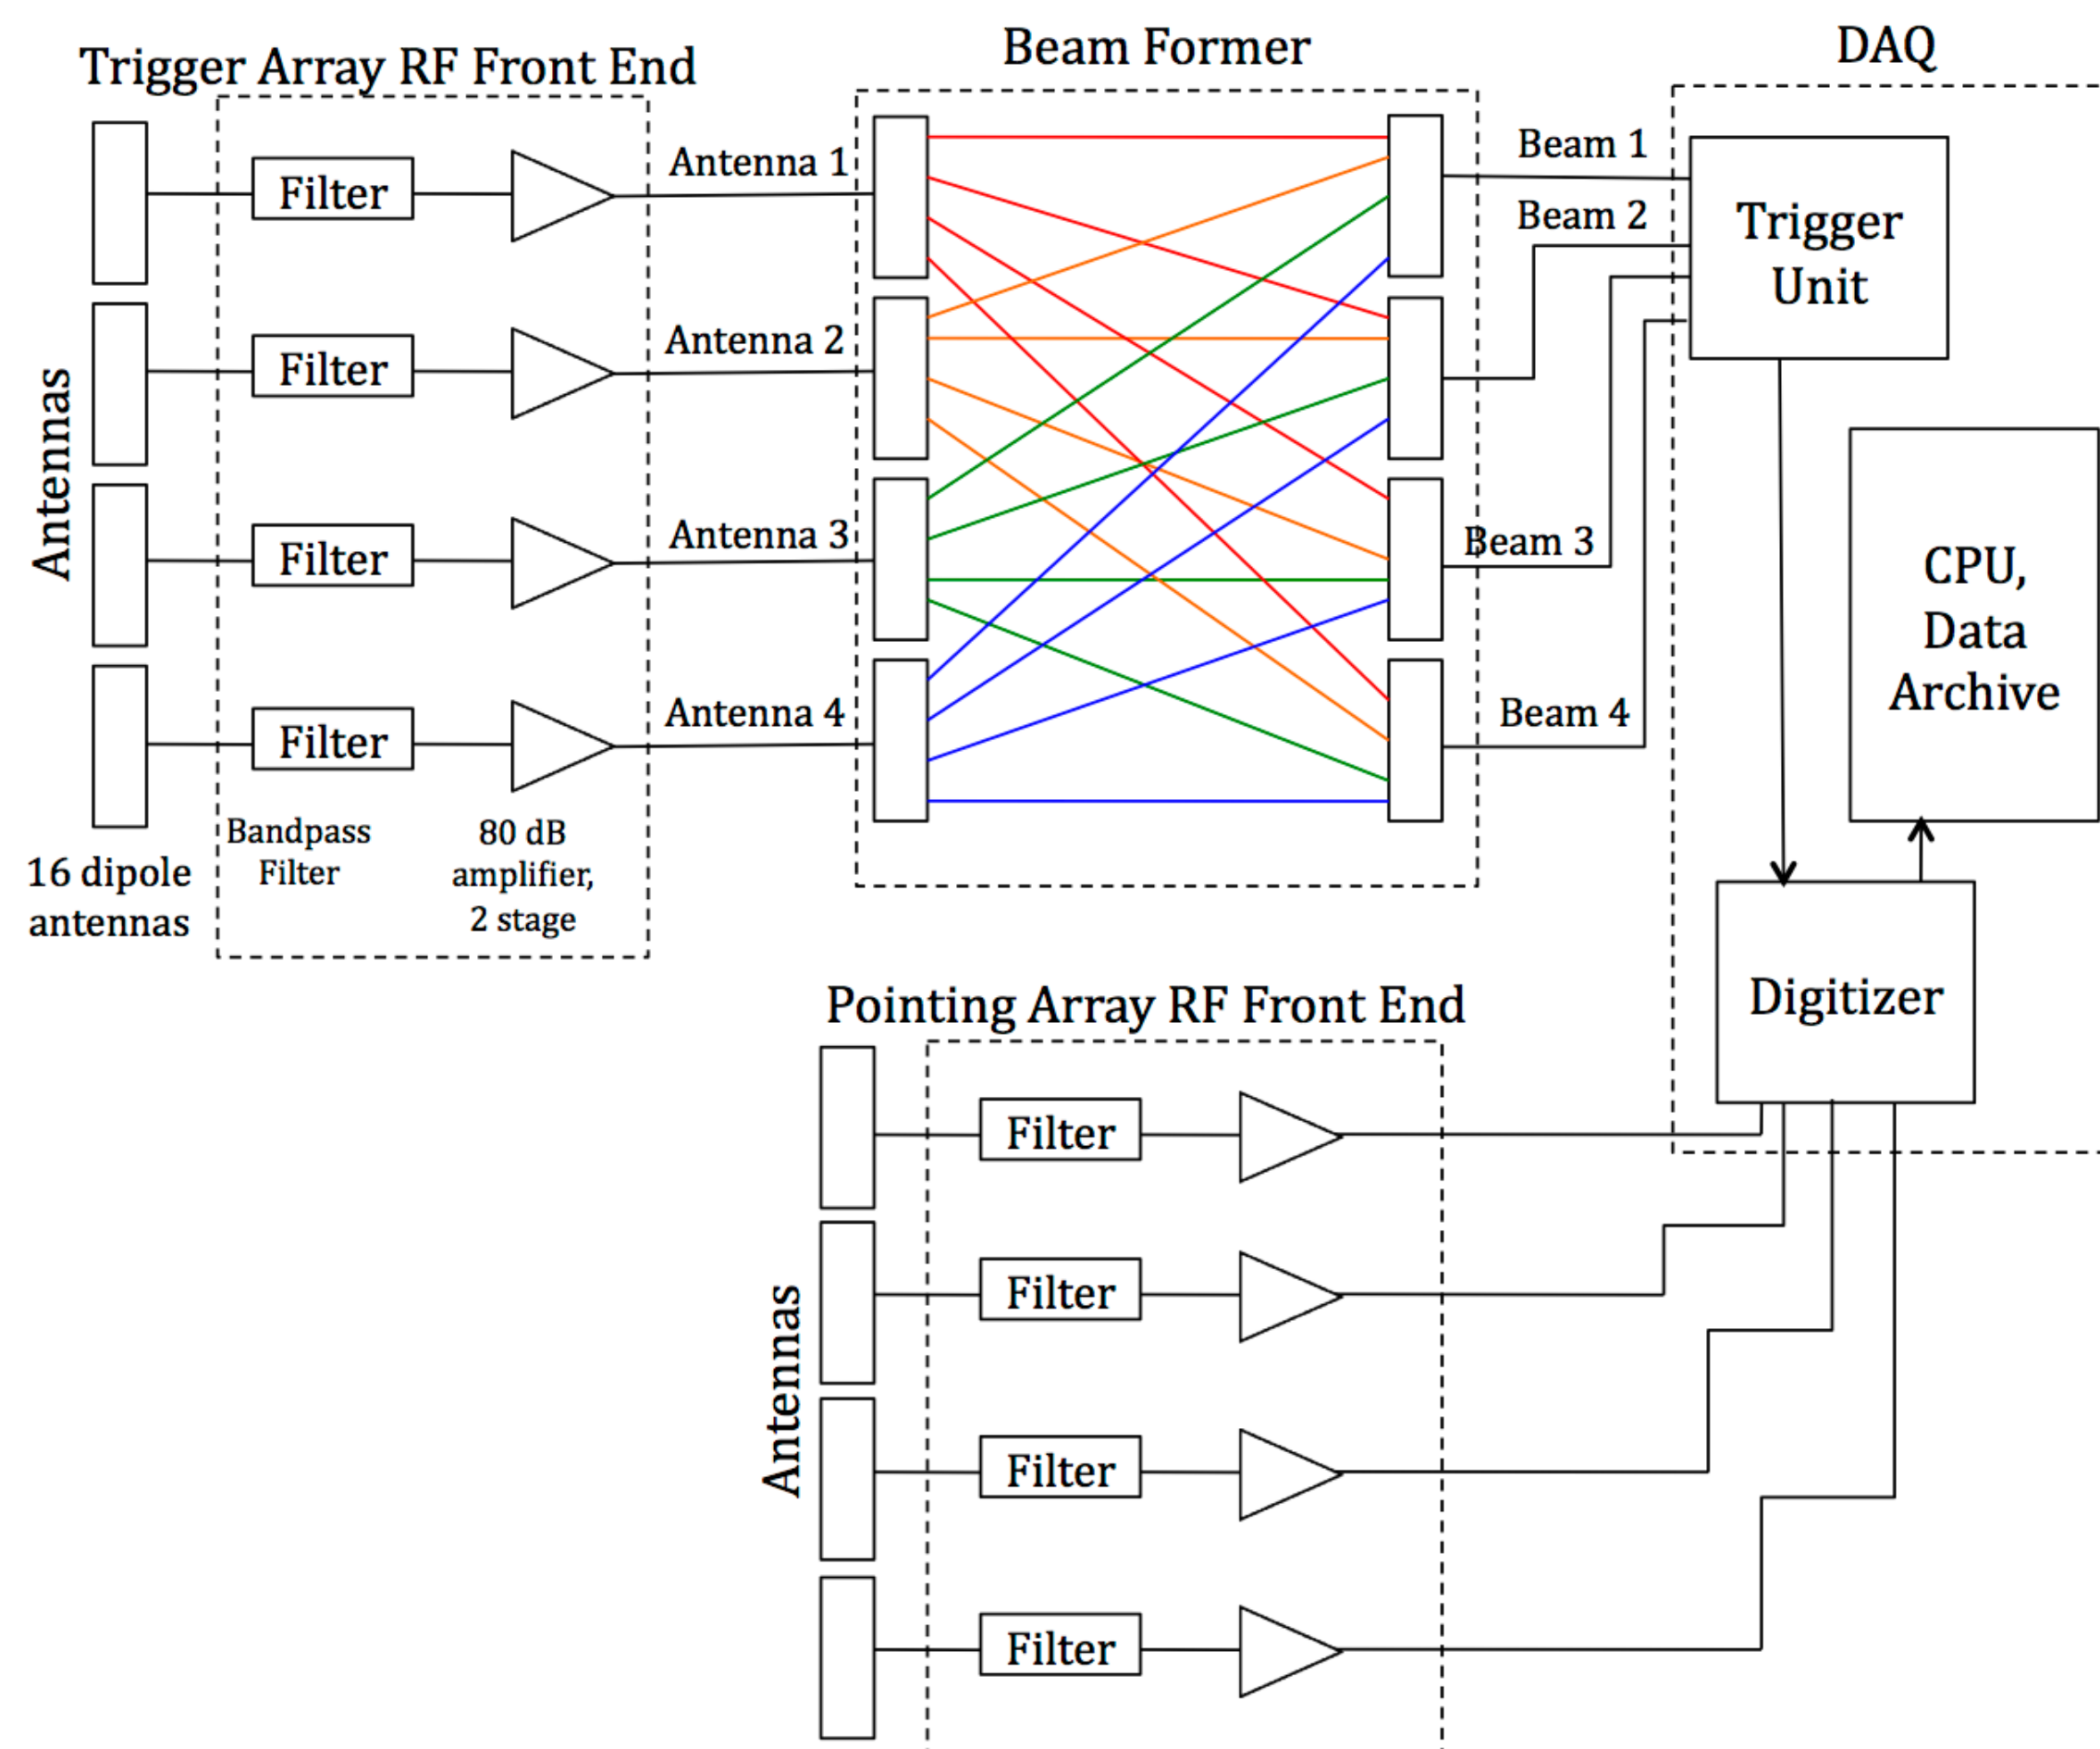 Trigger Array RF Front End
Beam Former
DAQ
Antennas
Filter
Antenna 1
Filter
Antenna 2
Filter
Antenna 3
Filter
Antenna 4
16 dipole
antennas
Bandpass
Filter
80 dB
amplifier,
2 stage
Beam 1
Beam 2
Beam 3
Beam 4
Trigger
Unit
CPU,
Data
Archive
Digitizer
Pointing Array RF Front End
Antennas
Filter
Filter
Filter
Filter